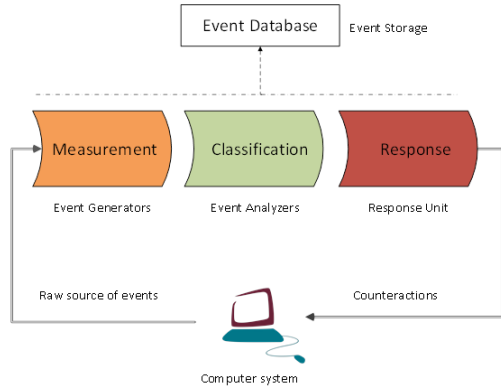 Event Database
Event Storage
Measurement
Classification
Response
Event Generators
Event Analyzers
Response Unit
Raw source of events
Counteractions
Computer system